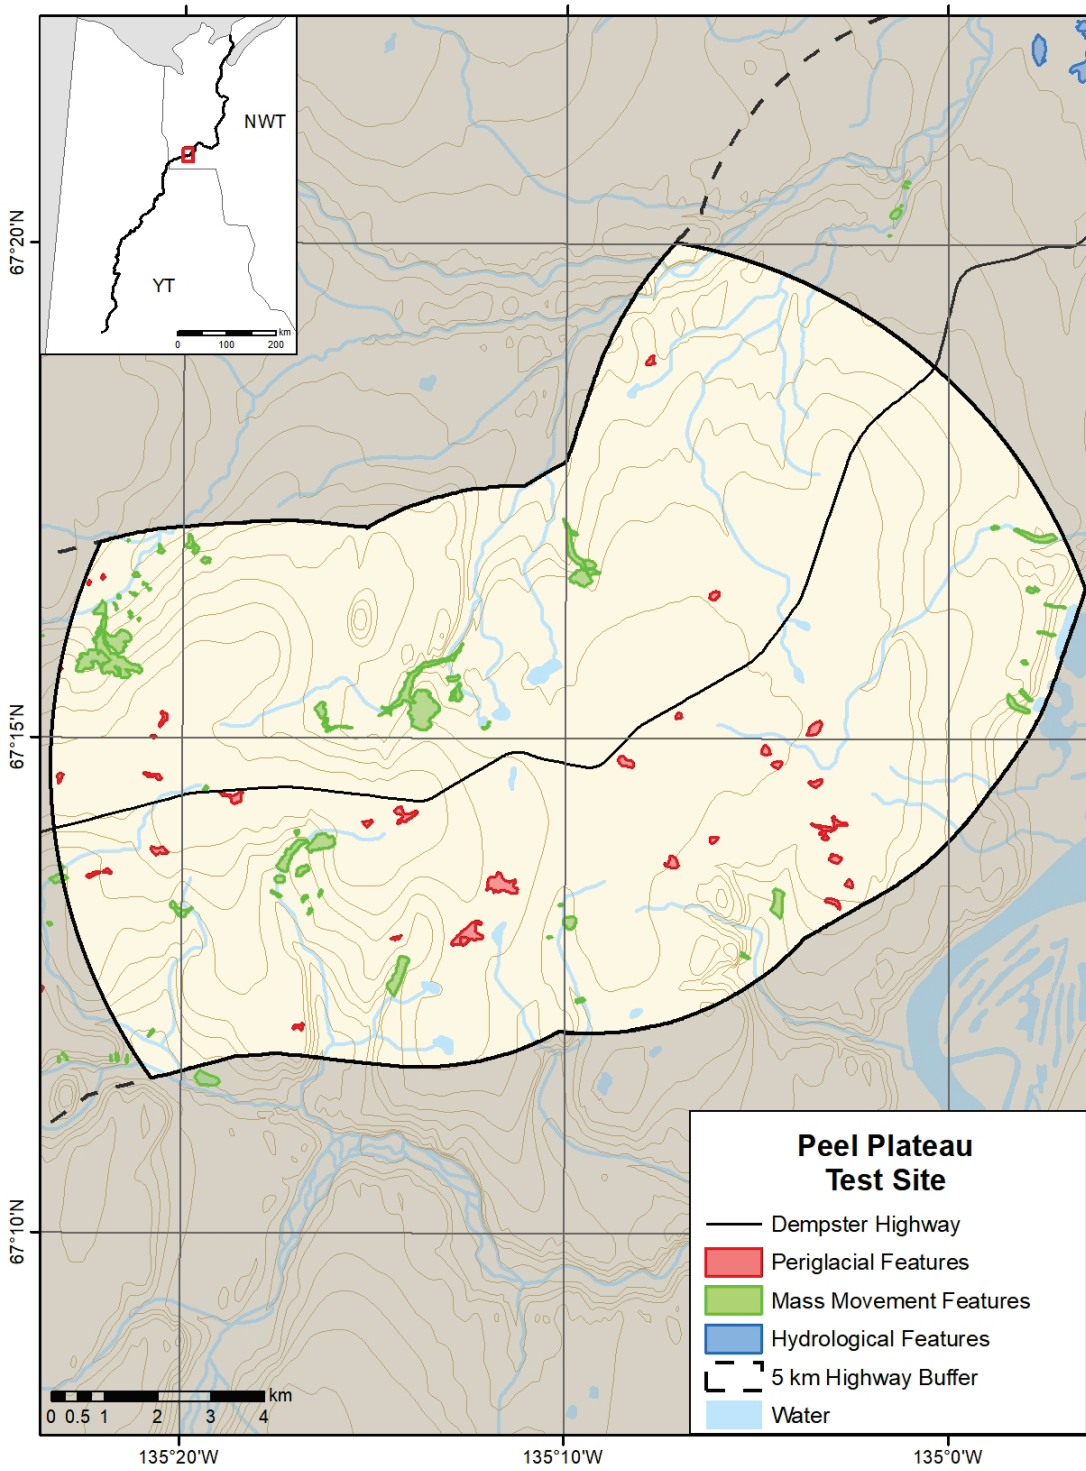 NWT
YT
km
0 100 200
67°20'N
67°15'N
67°10'N
Peel Plateau
Test Site
Dempster Highway
Periglacial Features
Mass Movement Features
Hydrological Features
5 km Highway Buffer
Water
km
0 0.5 1 2 3 4
135°20'W 135°10'W 135°0'W